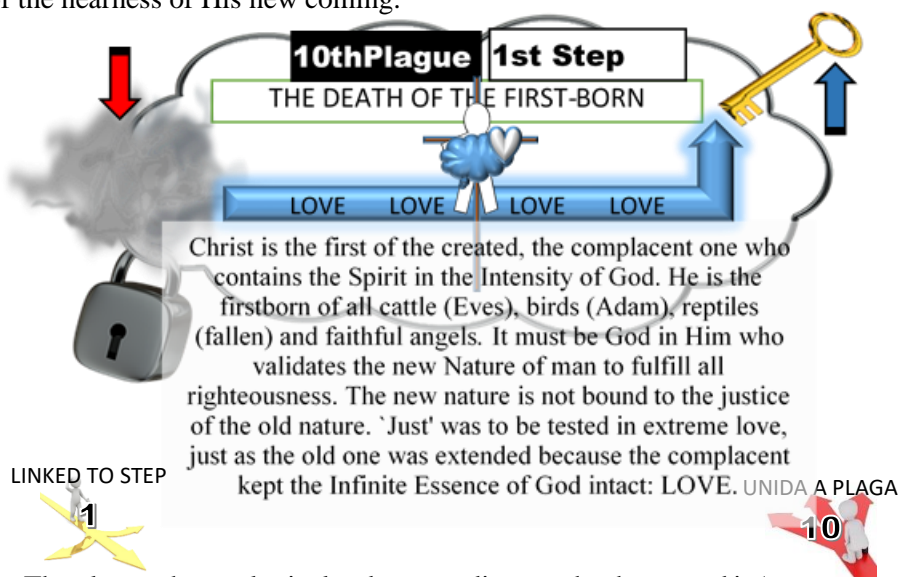 the nearness of His new coming.
10thPlague 1st Step
THE DEATH OF THE FIRST-BORN
LOVE LOVE LOVE LOVE
Christ is the first of the created, the complacent one who
contains the Spirit in the Intensity of God. He is the
firstborn of all cattle (Eves), birds (Adam), reptiles
(fallen) and faithful angels. It must be God in Him who
validates the new Nature of man to fulfill all
righteousness. The new nature is not bound to the justice
of the old nature. `Just' was to be tested in extreme love,
just as the old one was extended because the complacent
kept the Infinite Essence of God intact: LOVE.
LINKED TO STEP
1
UNIDA A PLAGA
10